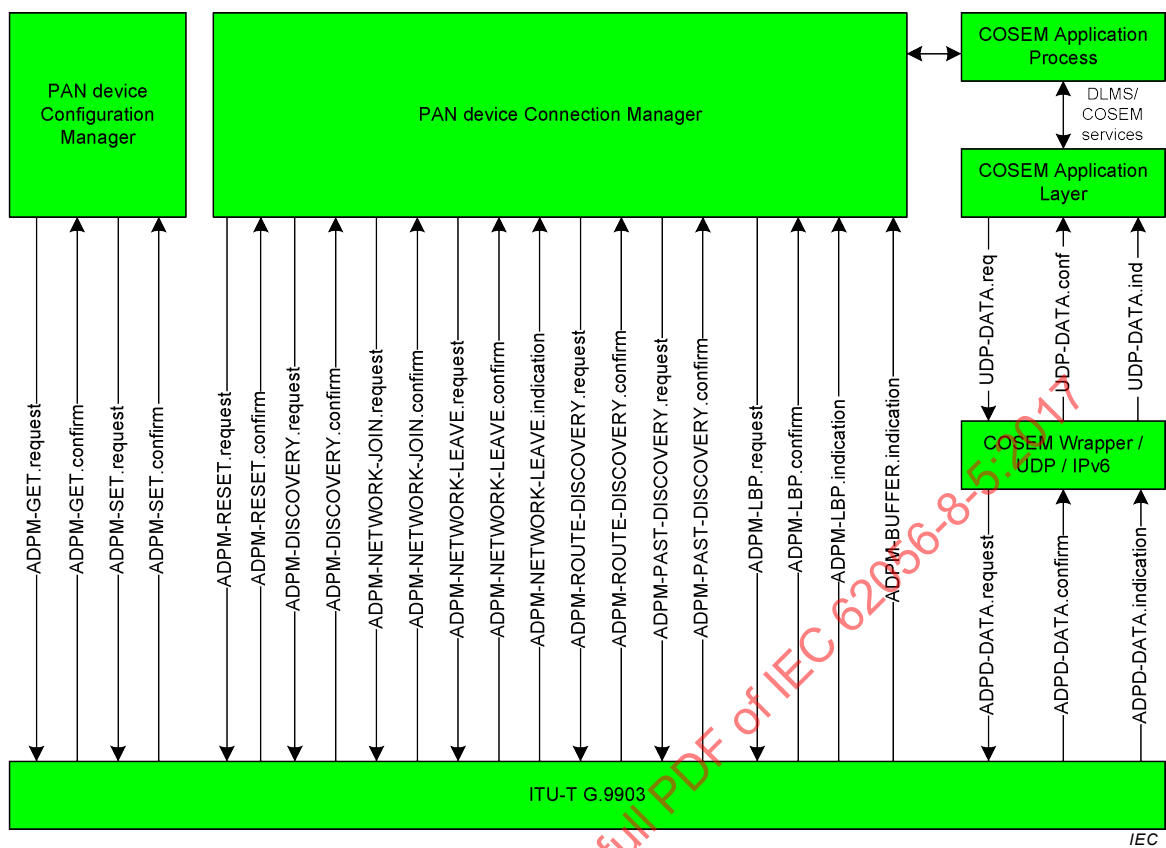 PAN device
Configuration
Manager
PAN device Connection Manager
COSEM Application
Process
DLMS/
COSEM
services
COSEM Application
Layer
ADPM-GET.request
ADPM-GET.confirm
ADPM-SET.request
ADPM-SET.confirm
ADPM-RESET.request
ADPM-RESET.confirm
ADPM-DISCOVERY.request
ADPM-DISCOVERY.confirm
ADPM-NETWORK-JOIN.request
ADPM-NETWORK-JOIN.confirm
ADPM-NETWORK-LEAVE.request
ADPM-NETWORK-LEAVE.confirm
ADPM-NETWORK-LEAVE.indication
ADPM-ROUTE-DISCOVERY.request
ADPM-ROUTE-DISCOVERY.confirm
ADPM-PAST-DISCOVERY.request
ADPM-PAST-DISCOVERY.confirm
ADPM-LBP.request
ADPM-LBP.confirm
ADPM-LBP.indication
ADPM-BUFFER.indication
UDP-DATA.req
UDP-DATA.conf
UDP-DATA.ind
COSEM Wrapper /
UDP / IPv6
ADPD-DATA.request
ADPD-DATA.confirm
ADPD-DATA.indication
ITU-T G.9903
IEC
full PDF of IEC 62056-8-5:2017